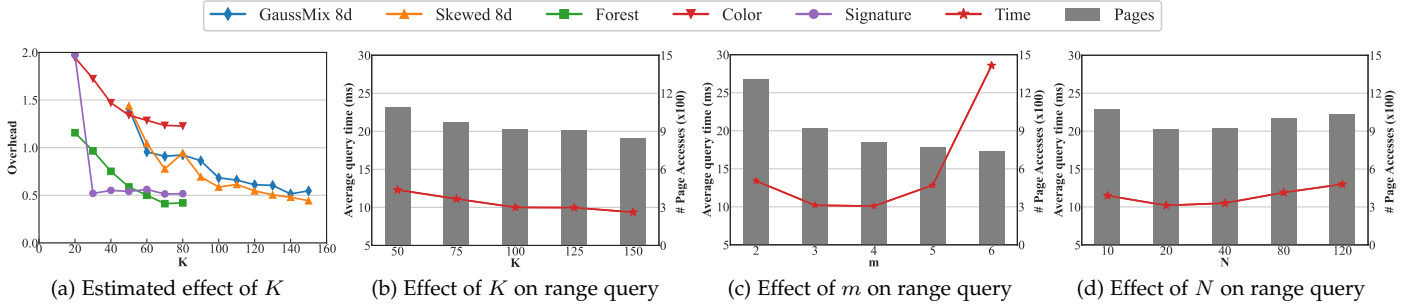 GaussMix 8d Skewed 8d Forest Color Signature Time Pages
2.0
1.5
1.0
0.5
0.0
Overhead
20 40 60 80 100 120 140 160
K
(a) Estimated effect of K
30
25
20
15
10
5
Average query time (ms)
15
12
9
6
3
0
# Page Accesses (x100)
50 75 100 125 150
K
(b) Effect of K on range query
30
25
20
15
10
5
Average query time (ms)
15
12
9
6
3
0
# Page Accesses (x100)
2 3 4 5 6
m
(c) Effect of m on range query
30
25
20
15
10
5
Average query time (ms)
15
12
9
6
3
0
# Page Accesses (x100)
10 20 40 80 120
N
(d) Effect of N on range query